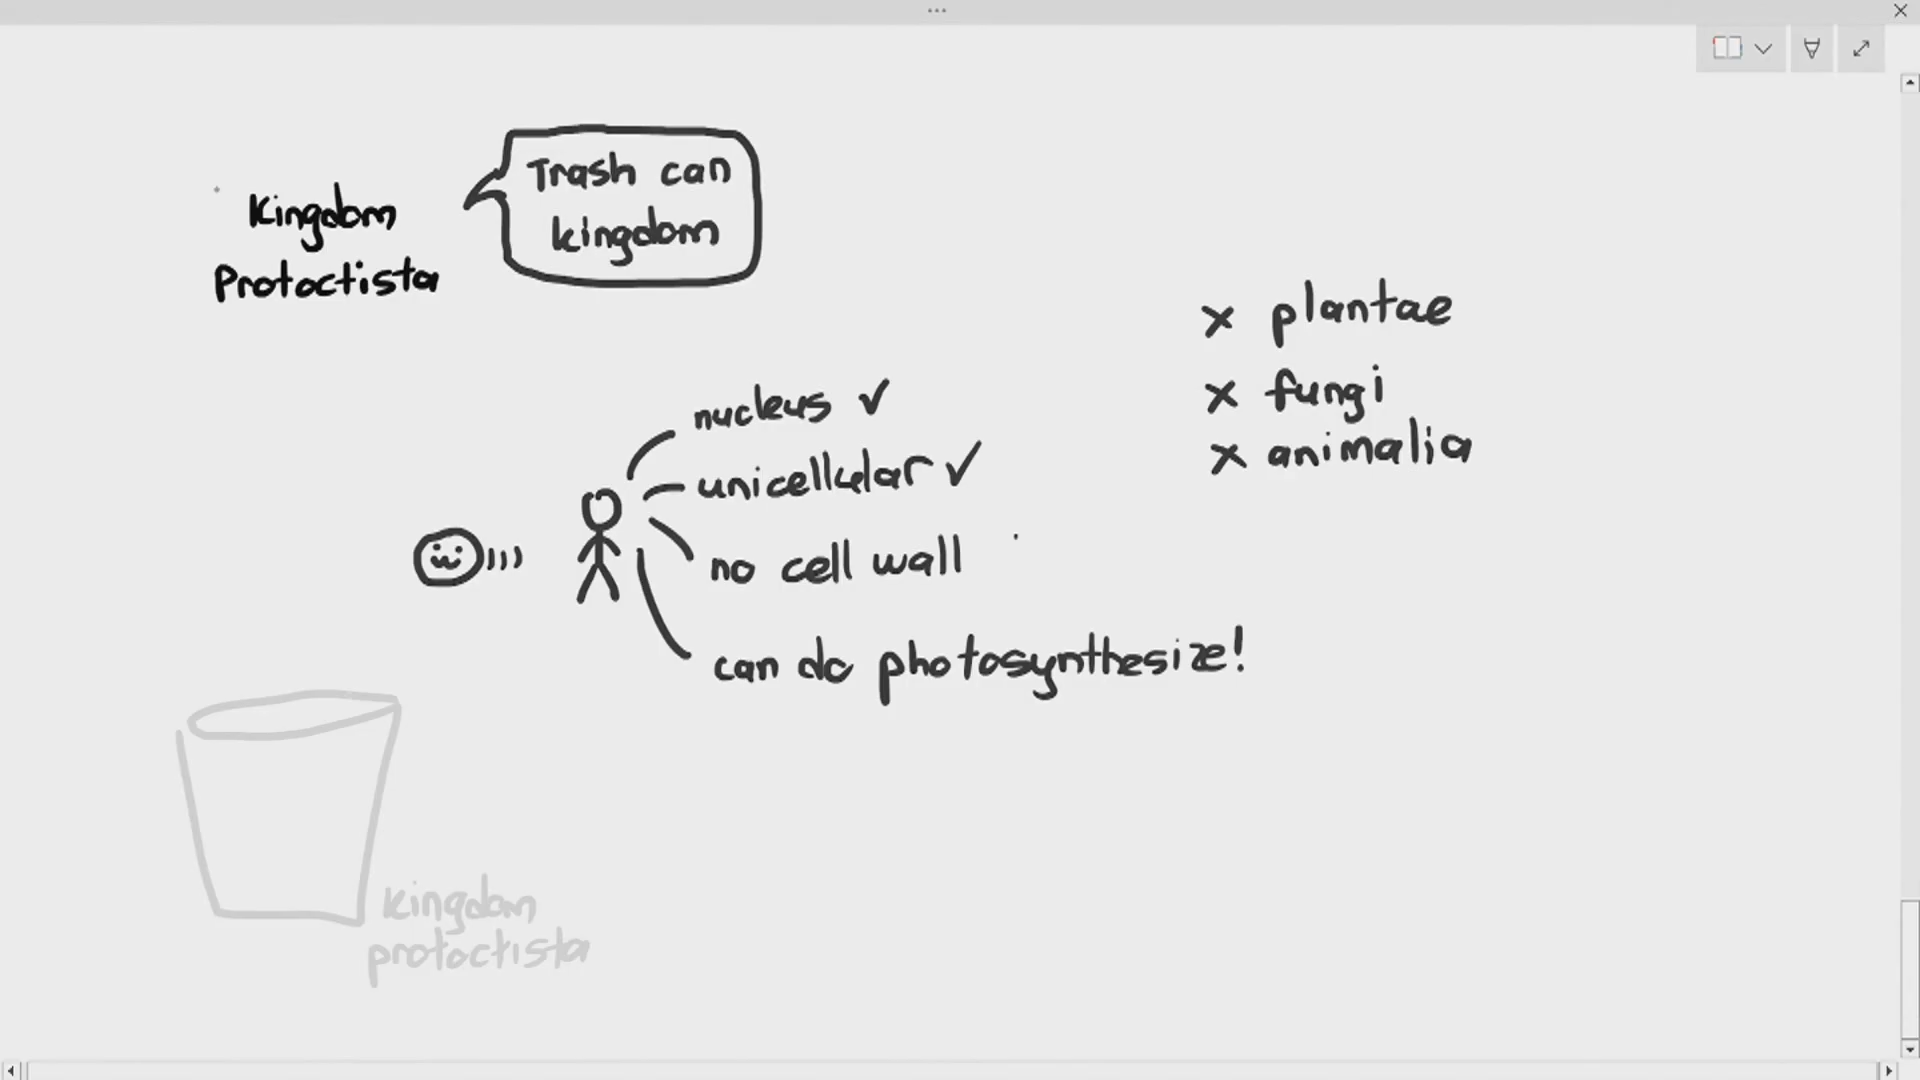 Trash can
kingdom
Kingdom
Protoctista
x plantae
x fungi
x animalia
nucleus ✓
unicellular ✓
no cell wall
can do photosynthesize!
kingdom
protoctista